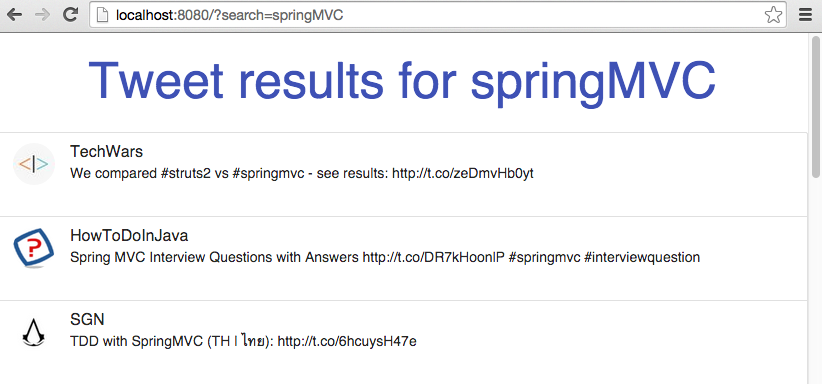 localhost:8080/?search=springMVC
Tweet results for springMVC
TechWars
We compared #struts2 vs #springmvc - see results: http://t.co/zeDmvHb0yt
HowToDoInJava
Spring MVC Interview Questions with Answers http://t.co/DR7kHoonlP #springmvc #interviewquestion
SGN
TDD with SpringMVC (TH | ไทย): http://t.co/6hcuysH47e